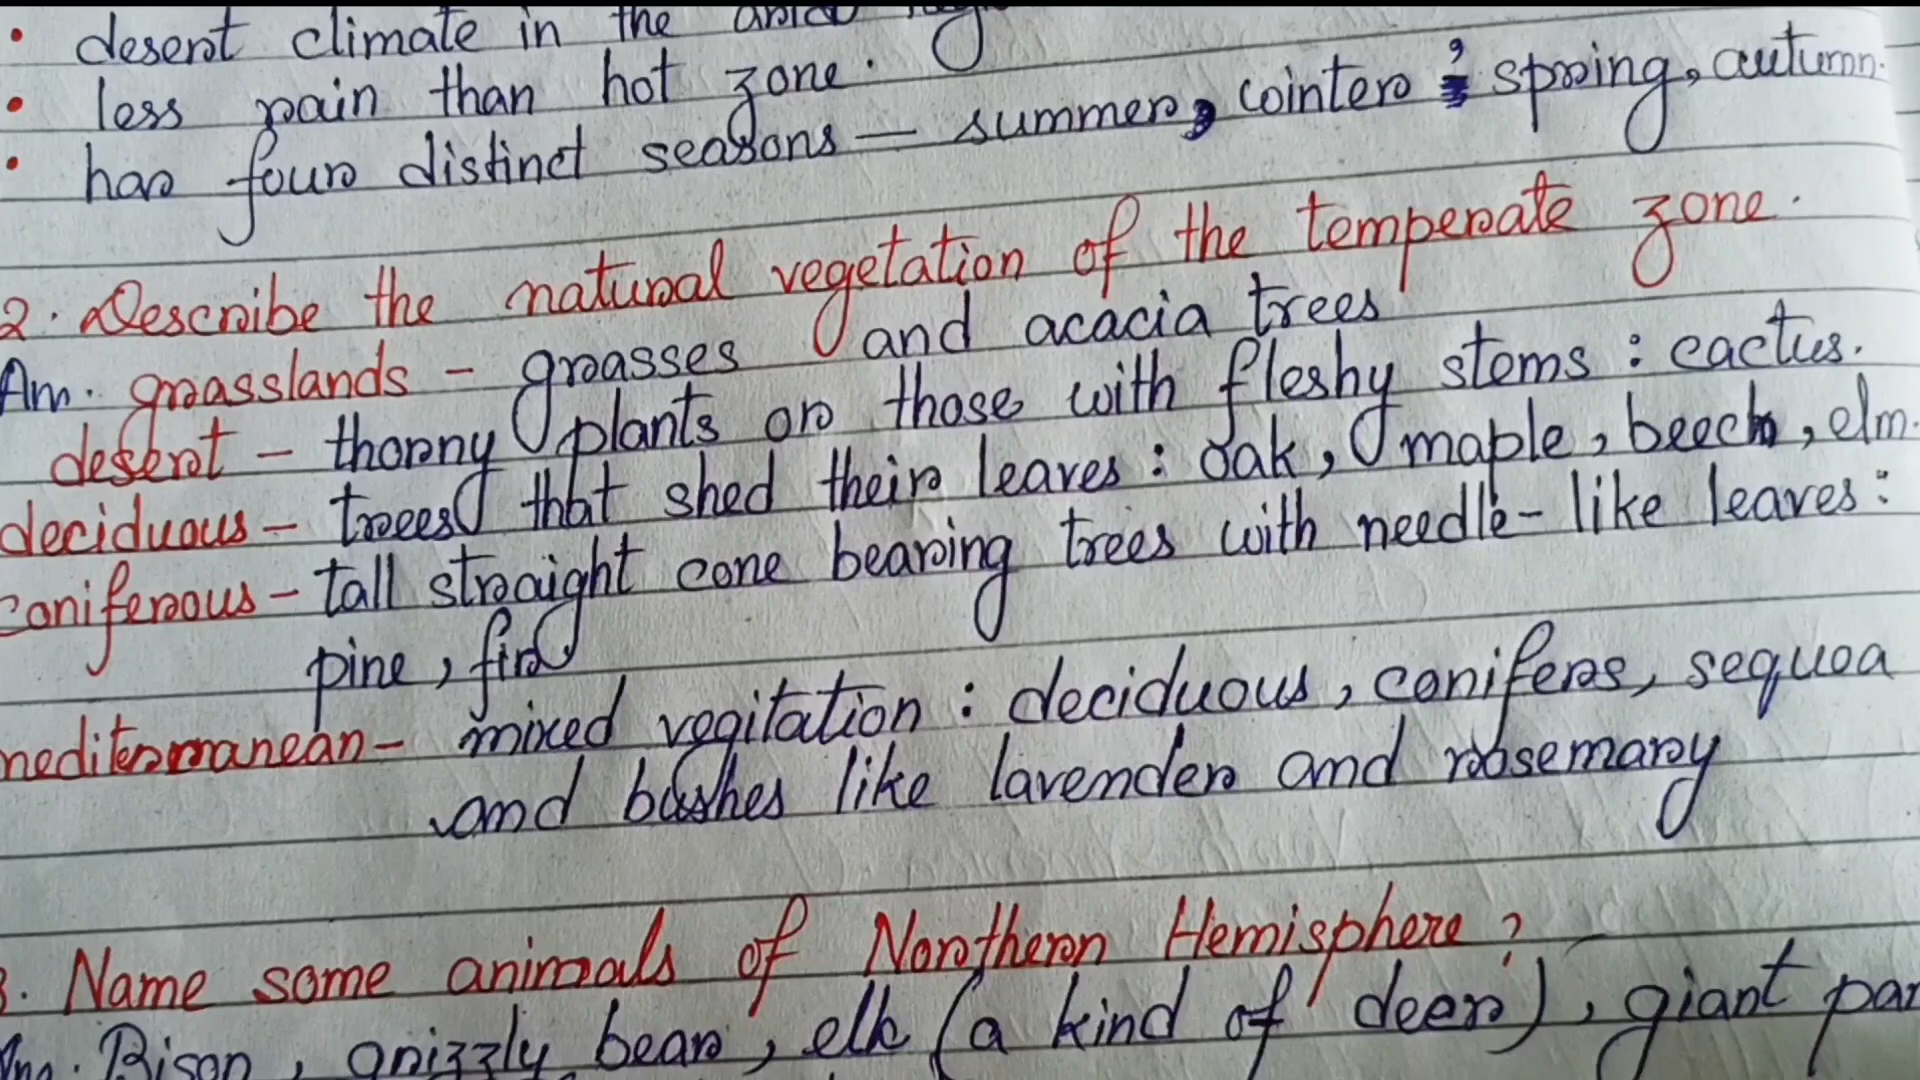 • desert climate in the
• less rain than hot zone.
• has four distinct seasons — summer, winter, spring, autumn.
2. Describe the natural vegetation of the temperate zone.
Ans. grasslands - grasses and acacia trees
desert - thorny plants or those with fleshy stems : cactus.
deciduous - trees that shed their leaves : oak, maple, beech, elm.
coniferous - tall straight cone bearing trees with needle-like leaves :
pine, fir
mediterranean - mixed vegitation : deciduous, conifers, sequoa
and bushes like lavender and rosemary
3. Name some animals of Northern Hemisphere?
Ans. Bison, grizzly bear, elk (a kind of deer), giant pan